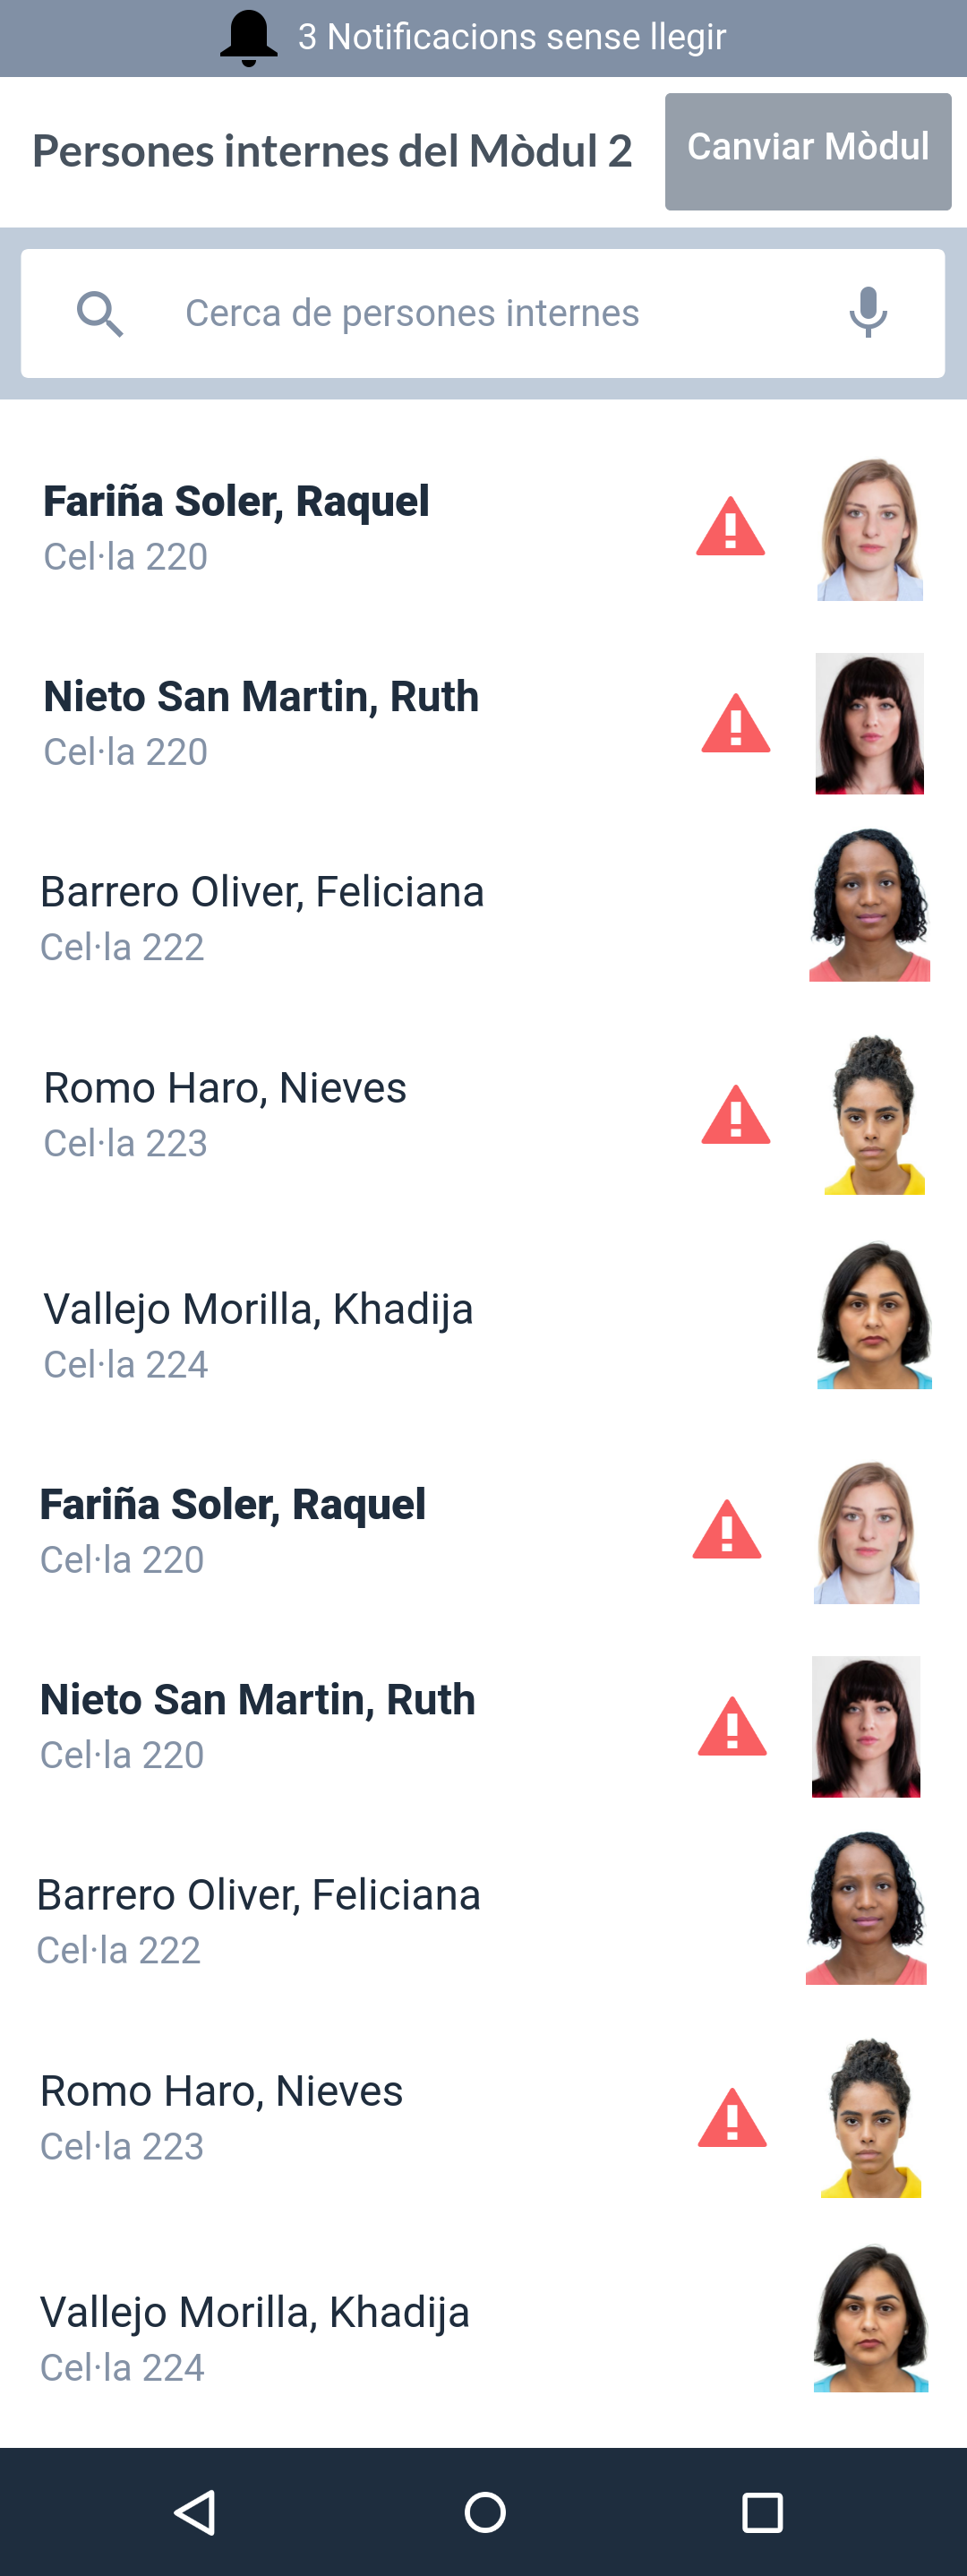 3 Notificacions sense llegir
Persones internes del Mòdul 2
Canviar Mòdul
Cerca de persones internes
Fariña Soler, Raquel
Cel·la 220
Nieto San Martin, Ruth
Cel·la 220
Barrero Oliver, Feliciana
Cel·la 222
Romo Haro, Nieves
Cel·la 223
Vallejo Morilla, Khadija
Cel·la 224
Fariña Soler, Raquel
Cel·la 220
Nieto San Martin, Ruth
Cel·la 220
Barrero Oliver, Feliciana
Cel·la 222
Romo Haro, Nieves
Cel·la 223
Vallejo Morilla, Khadija
Cel·la 224